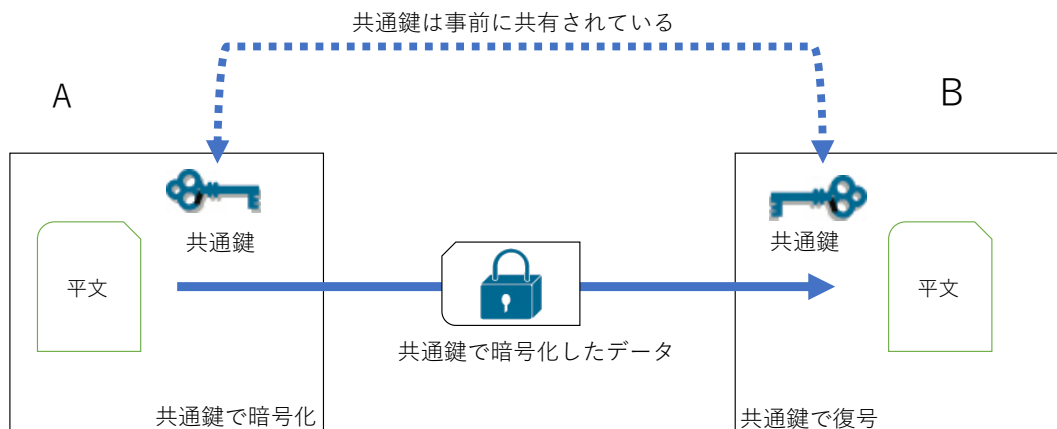 共通鍵は事前に共有されている
A
B
共通鍵
共通鍵
平文
平文
共通鍵で暗号化したデータ
共通鍵で暗号化
共通鍵で復号